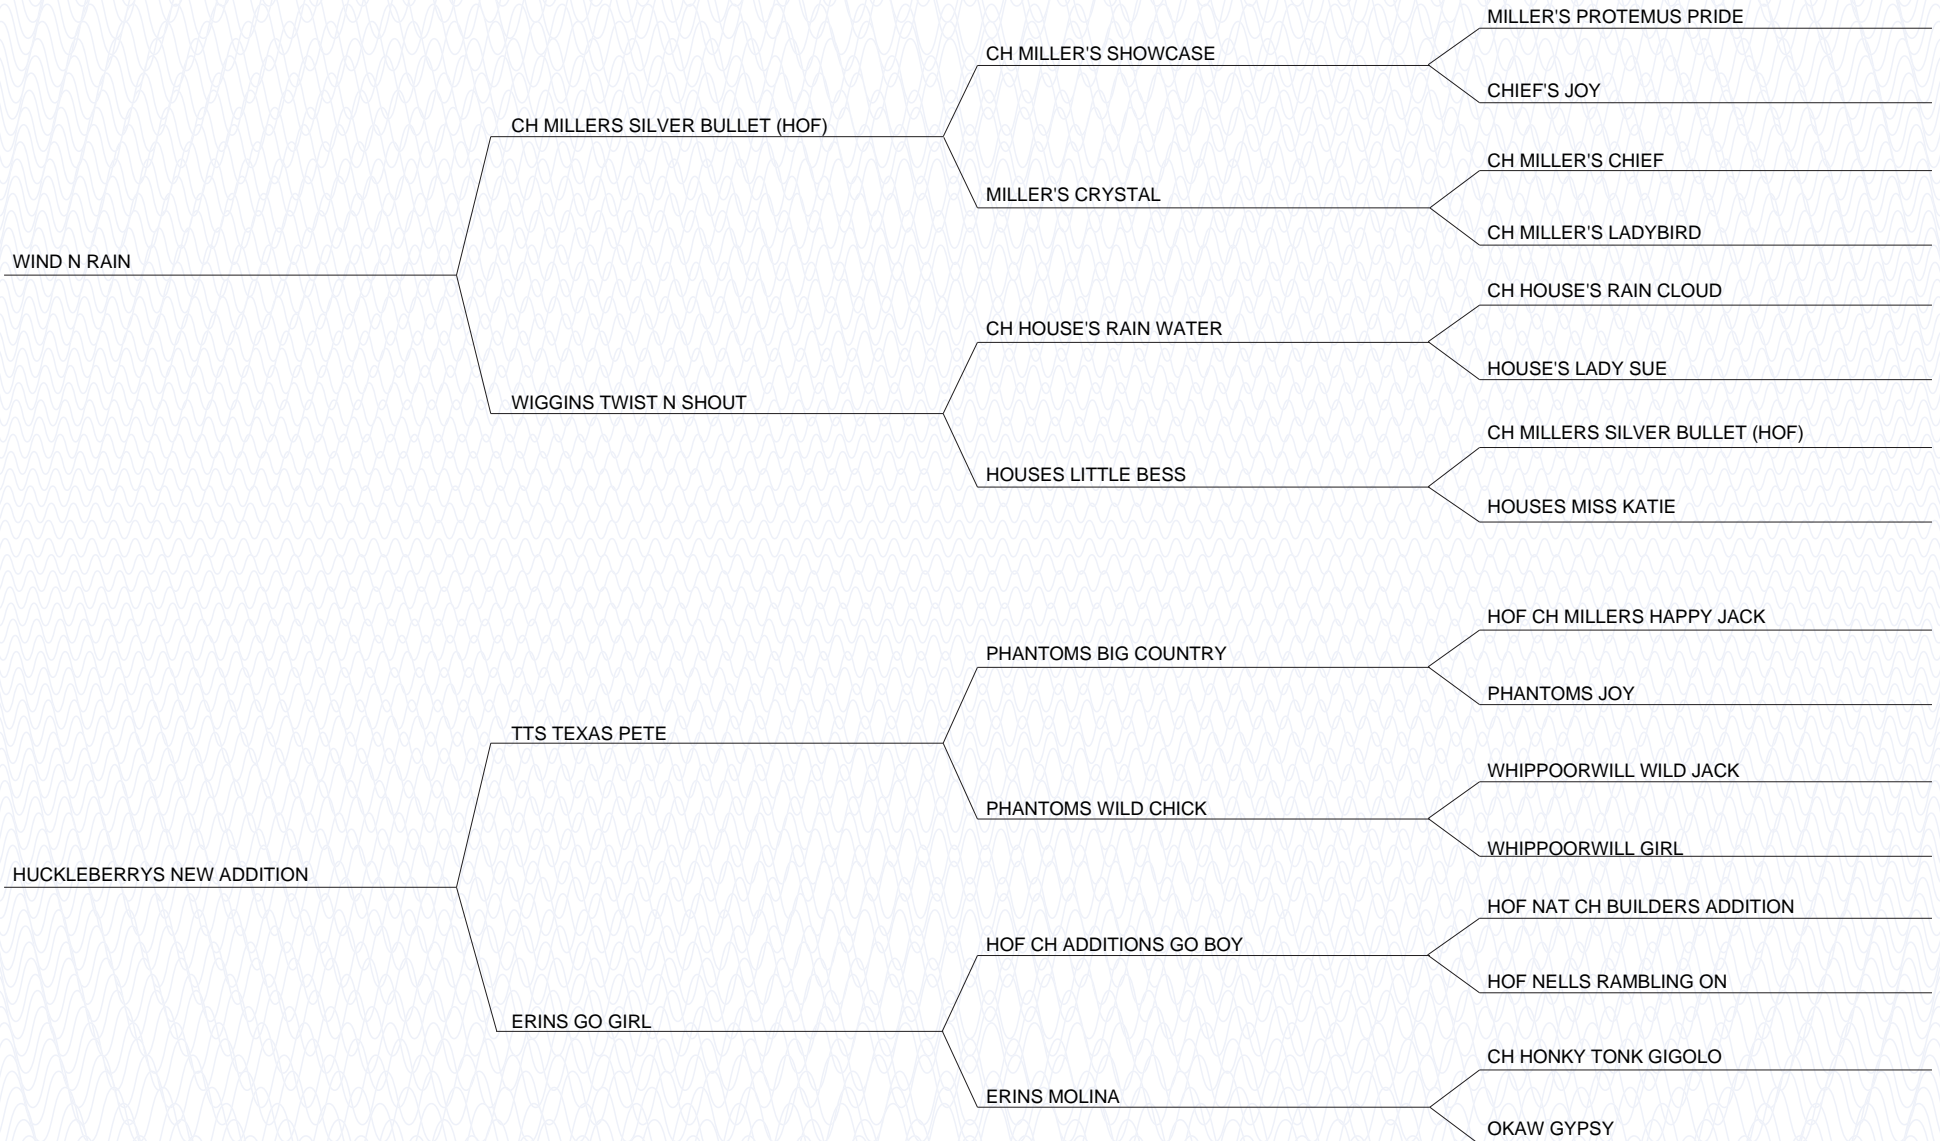 MILLER'S PROTEMUS PRIDE
CH MILLER'S SHOWCASE
CHIEF'S JOY
CH MILLERS SILVER BULLET (HOF)
CH MILLER'S CHIEF
MILLER'S CRYSTAL
CH MILLER'S LADYBIRD
WIND N RAIN
CH HOUSE'S RAIN CLOUD
CH HOUSE'S RAIN WATER
HOUSE'S LADY SUE
WIGGINS TWIST N SHOUT
CH MILLERS SILVER BULLET (HOF)
HOUSES LITTLE BESS
HOUSES MISS KATIE
HOF CH MILLERS HAPPY JACK
PHANTOMS BIG COUNTRY
PHANTOMS JOY
TTS TEXAS PETE
WHIPPOORWILL WILD JACK
PHANTOMS WILD CHICK
WHIPPOORWILL GIRL
HUCKLEBERRYS NEW ADDITION
HOF NAT CH BUILDERS ADDITION
HOF CH ADDITIONS GO BOY
HOF NELLS RAMBLING ON
ERINS GO GIRL
CH HONKY TONK GIGOLO
ERINS MOLINA
OKAW GYPSY